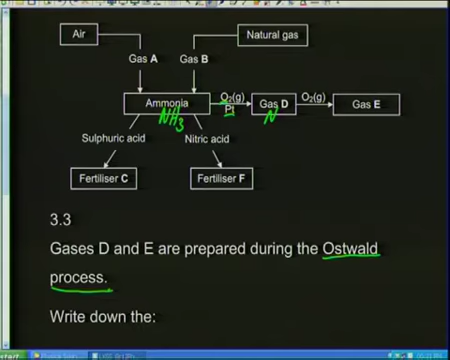 Air
Natural gas
Gas A
Gas B
Ammonia
NH3
O2(g)
Pt
Gas D
N
O2(g)
Gas E
Sulphuric acid
Nitric acid
Fertiliser C
Fertiliser F
3.3
Gases D and E are prepared during the Ostwald
process.
Write down the:
start